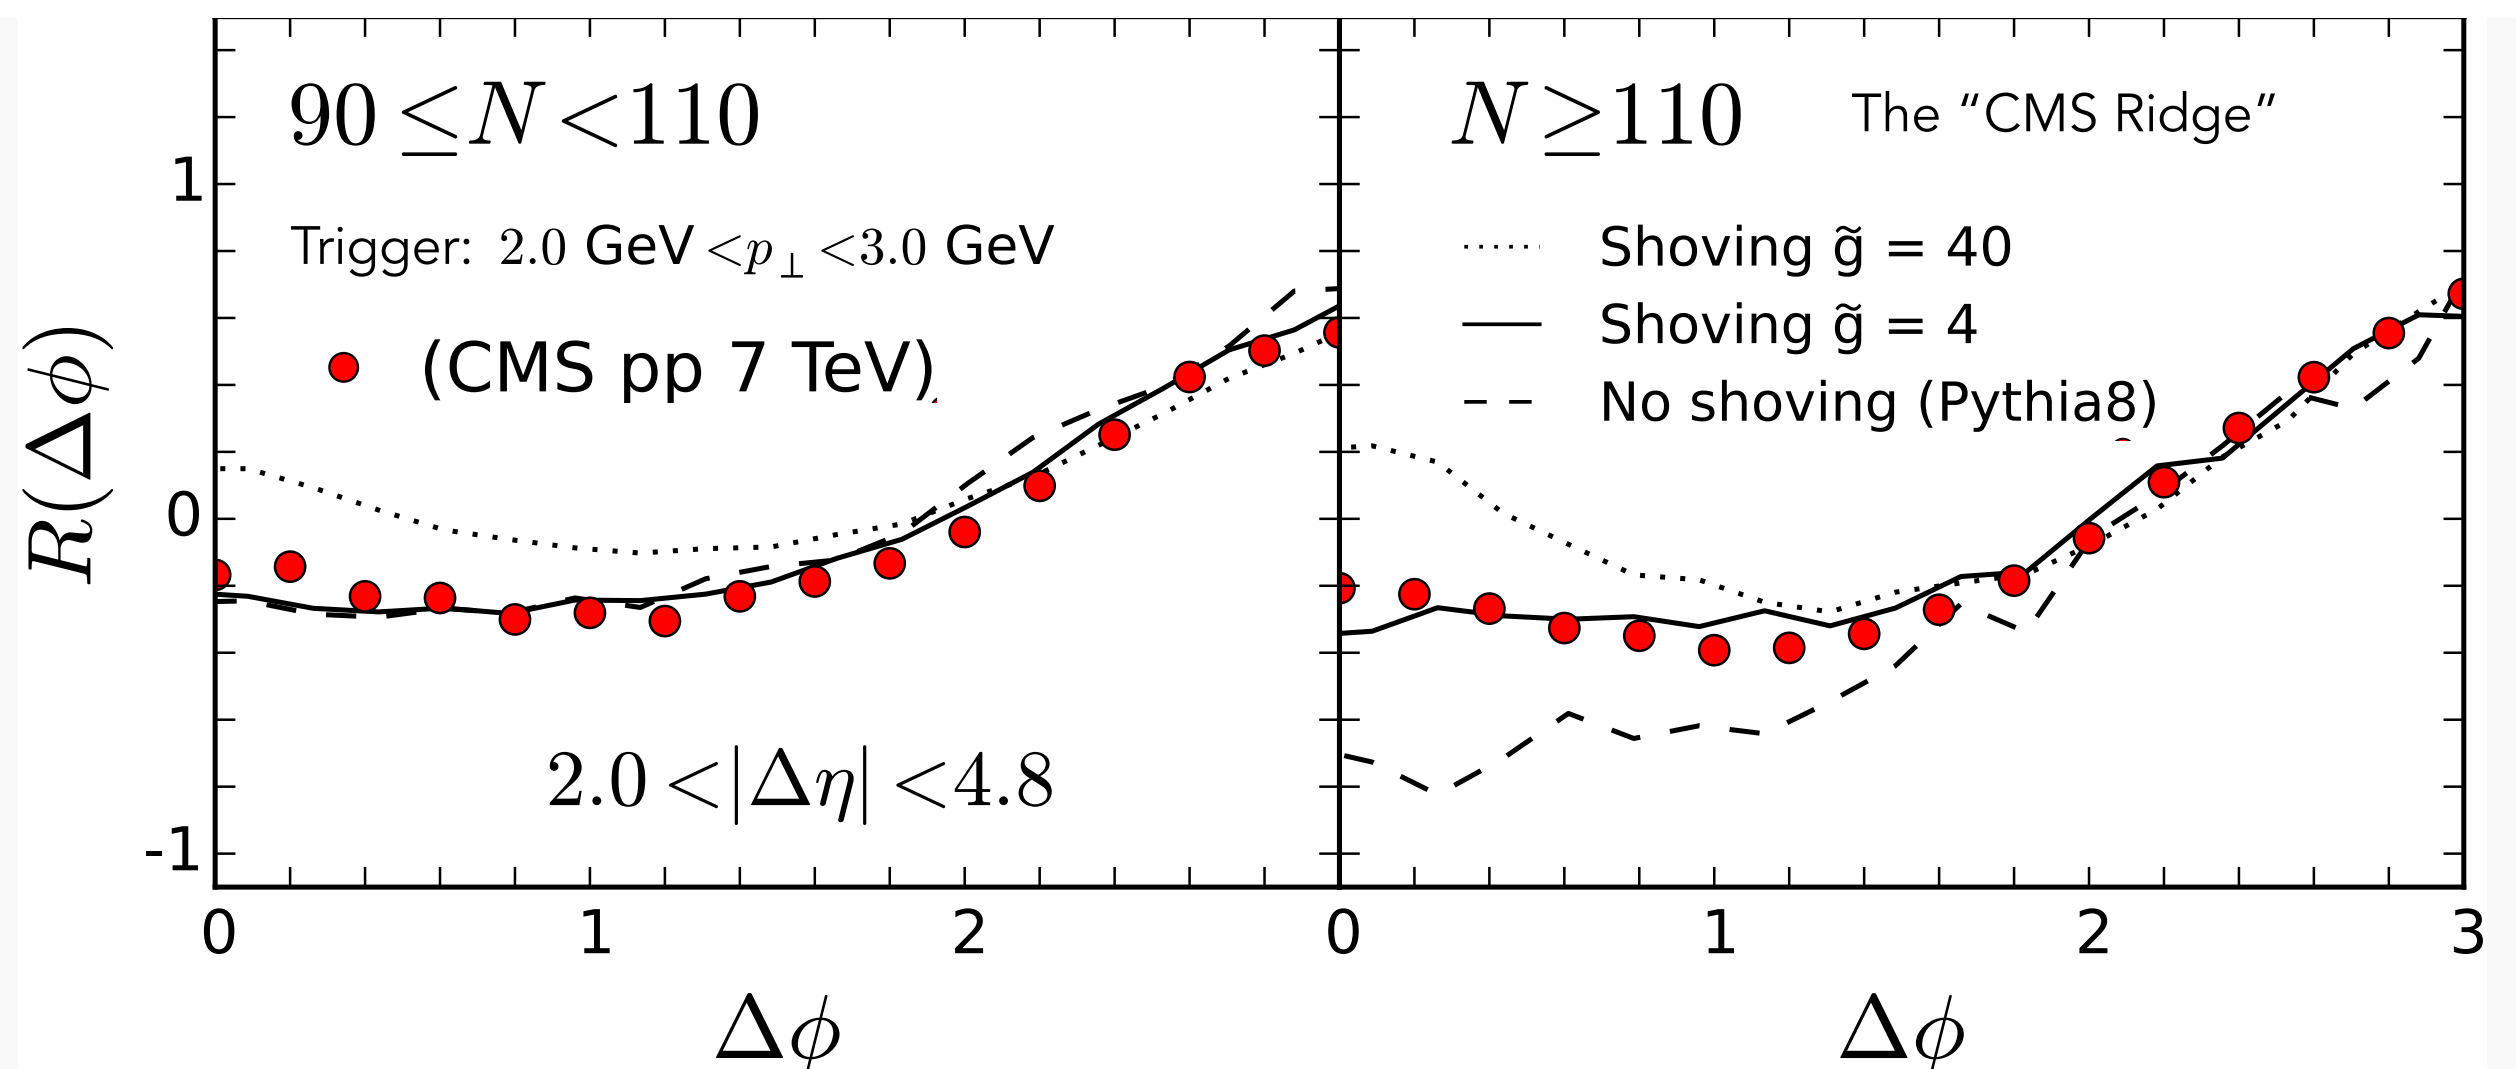 90 ≤ N < 110
Trigger: 2.0 GeV < p⊥ < 3.0 GeV
(CMS pp 7 TeV)
2.0 < |Δη| < 4.8
N ≥ 110
The “CMS Ridge”
Shoving g̃ = 40
Shoving g̃ = 4
No shoving (Pythia8)
R(Δϕ)
1
0
-1
0 1 2 0 1 2 3
Δϕ Δϕ